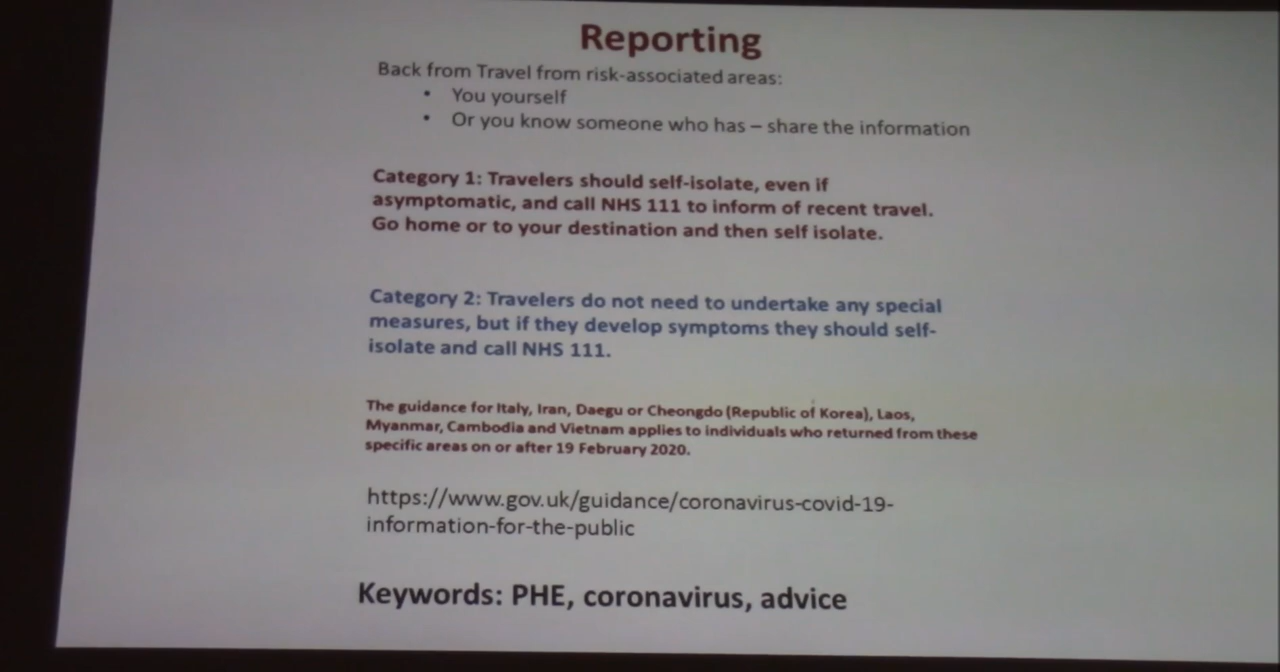 Reporting
Back from Travel from risk-associated areas:
• You yourself
• Or you know someone who has – share the information
Category 1: Travelers should self-isolate, even if
asymptomatic, and call NHS 111 to inform of recent travel.
Go home or to your destination and then self isolate.
Category 2: Travelers do not need to undertake any special
measures, but if they develop symptoms they should self-
isolate and call NHS 111.
The guidance for Italy, Iran, Daegu or Cheongdo (Republic of Korea), Laos,
Myanmar, Cambodia and Vietnam applies to individuals who returned from these
specific areas on or after 19 February 2020.
https://www.gov.uk/guidance/coronavirus-covid-19-
information-for-the-public
Keywords: PHE, coronavirus, advice